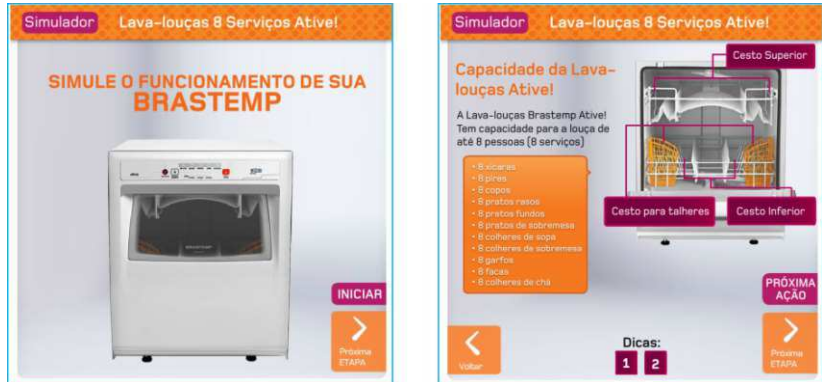 Simulador
Lava-louças 8 Serviços Ative!
SIMULE O FUNCIONAMENTO DE SUA
BRASTEMP
INICIAR
Próxima
ETAPA
Simulador
Lava-louças 8 Serviços Ative!
Capacidade da Lava-
louças Ative!
A Lava-louças Brastemp Ative!
Tem capacidade para a louça de
até 8 pessoas (8 serviços)
• 8 xícaras
• 8 pires
• 8 copos
• 8 pratos rasos
• 8 pratos fundos
• 8 pratos de sobremesa
• 8 colheres de sopa
• 8 colheres de sobremesa
• 8 garfos
• 8 facas
• 8 colheres de chá
Cesto Superior
Cesto para talheres
Cesto Inferior
PRÓXIMA
AÇÃO
Voltar
Dicas:
1 2
Próxima
ETAPA